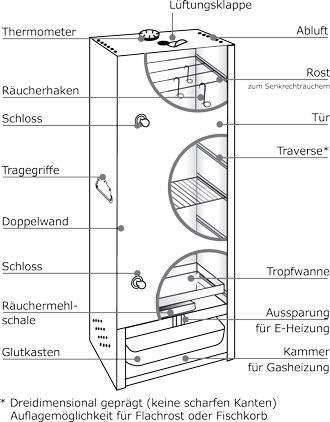 Lüftungsklappe
Thermometer
Abluft
Rost
zum Senkrechträuchern
Räucherhaken
Schloss
Tür
Traverse*
Tragegriffe
Doppelwand
Schloss
Tropfwanne
Räuchermehl-
schale
Aussparung
für E-Heizung
Glutkasten
Kammer
für Gasheizung
* Dreidimensional geprägt (keine scharfen Kanten)
Auflagemöglichkeit für Flachrost oder Fischkorb